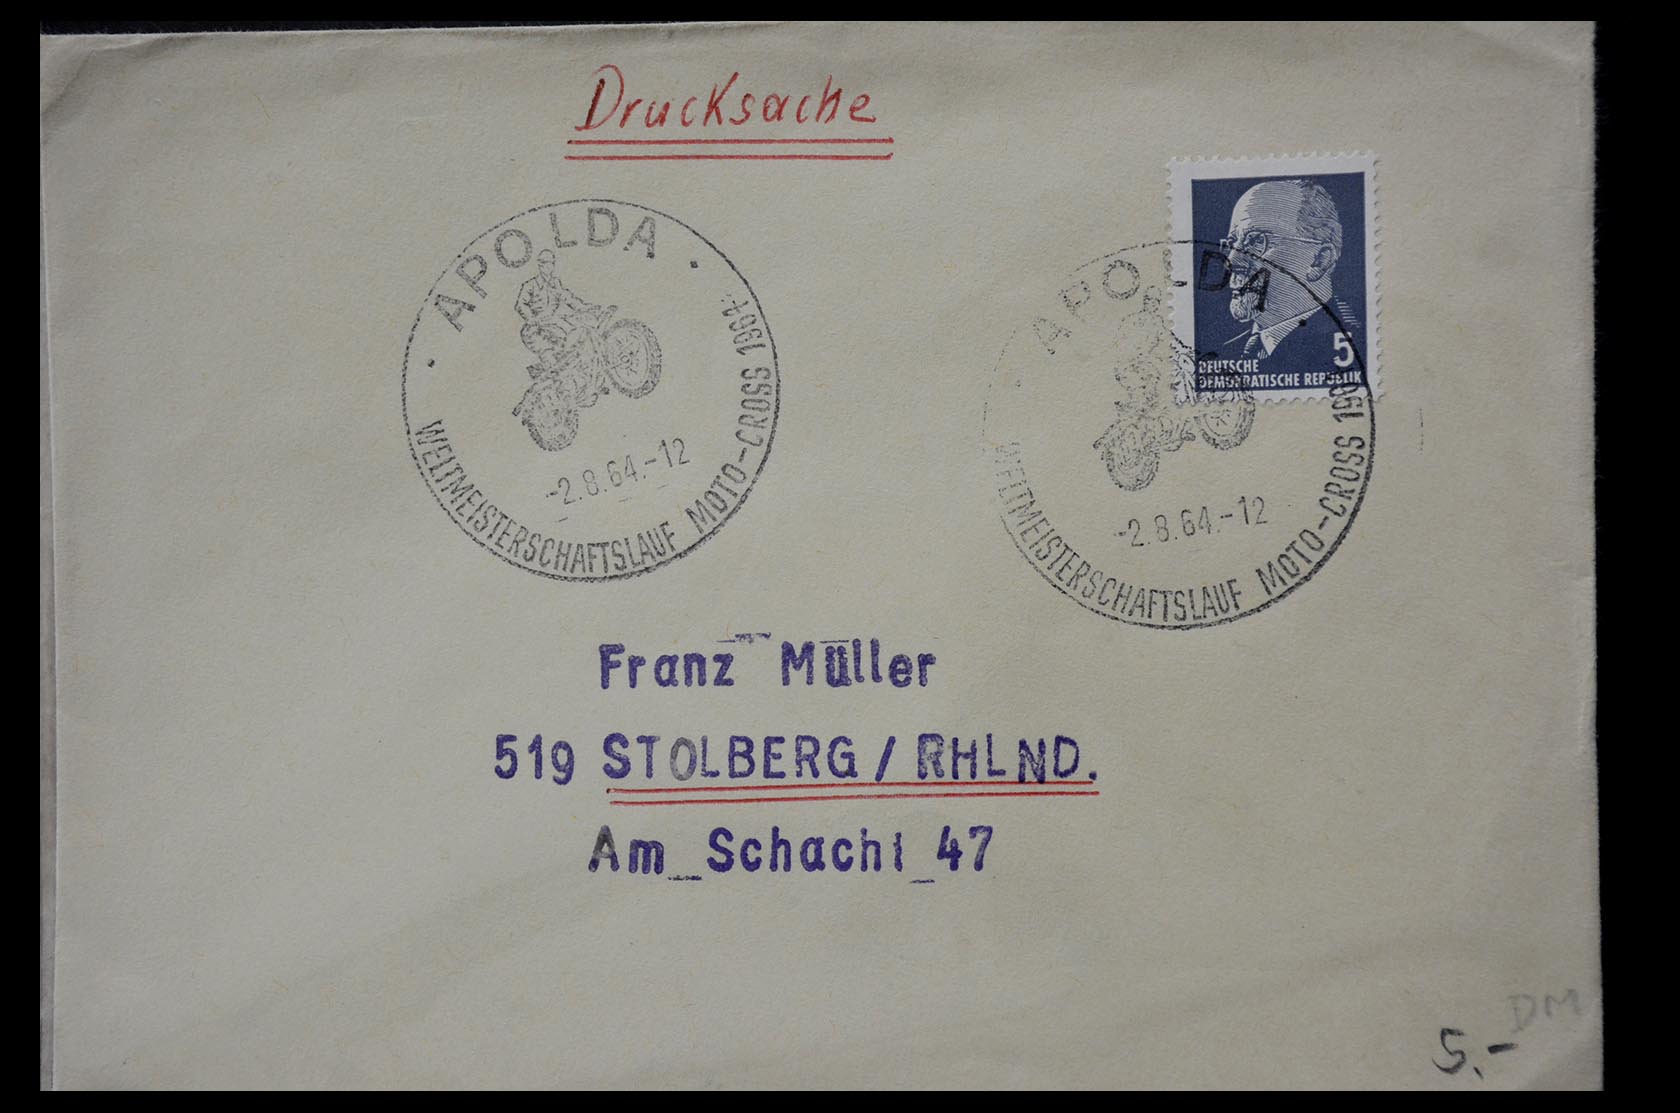 Drucksache
APOLDA
-2.8.64.-12
WELTMEISTERSCHAFTSLAUF MOTO-CROSS 1964
APOLDA
-2.8.64.-12
WELTMEISTERSCHAFTSLAUF MOTO-CROSS 1964
5
DEUTSCHE
DEMOKRATISCHE REPUBLIK
Franz Müller
519 STOLBERG / RHLND.
Am Schacht 47
DM
5.-